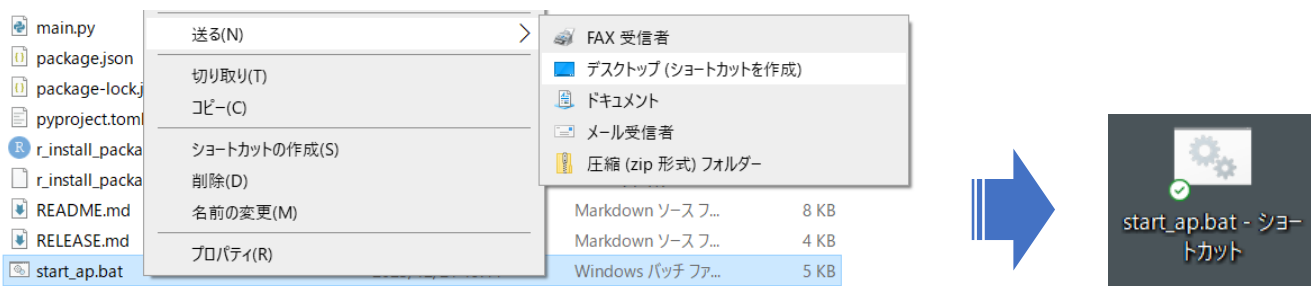 main.py
package.json
package-lock.j
pyproject.toml
r_install_packa
r_install_packa
README.md
RELEASE.md
start_ap.bat
送る(N)
切り取り(T)
コピー(C)
ショートカットの作成(S)
削除(D)
名前の変更(M)
プロパティ(R)
FAX 受信者
デスクトップ (ショートカットを作成)
ドキュメント
メール受信者
圧縮 (zip 形式) フォルダー
Markdown ソース フ... 8 KB
Markdown ソース フ... 4 KB
Windows バッチ ファ... 5 KB
start_ap.bat - ショー
トカット